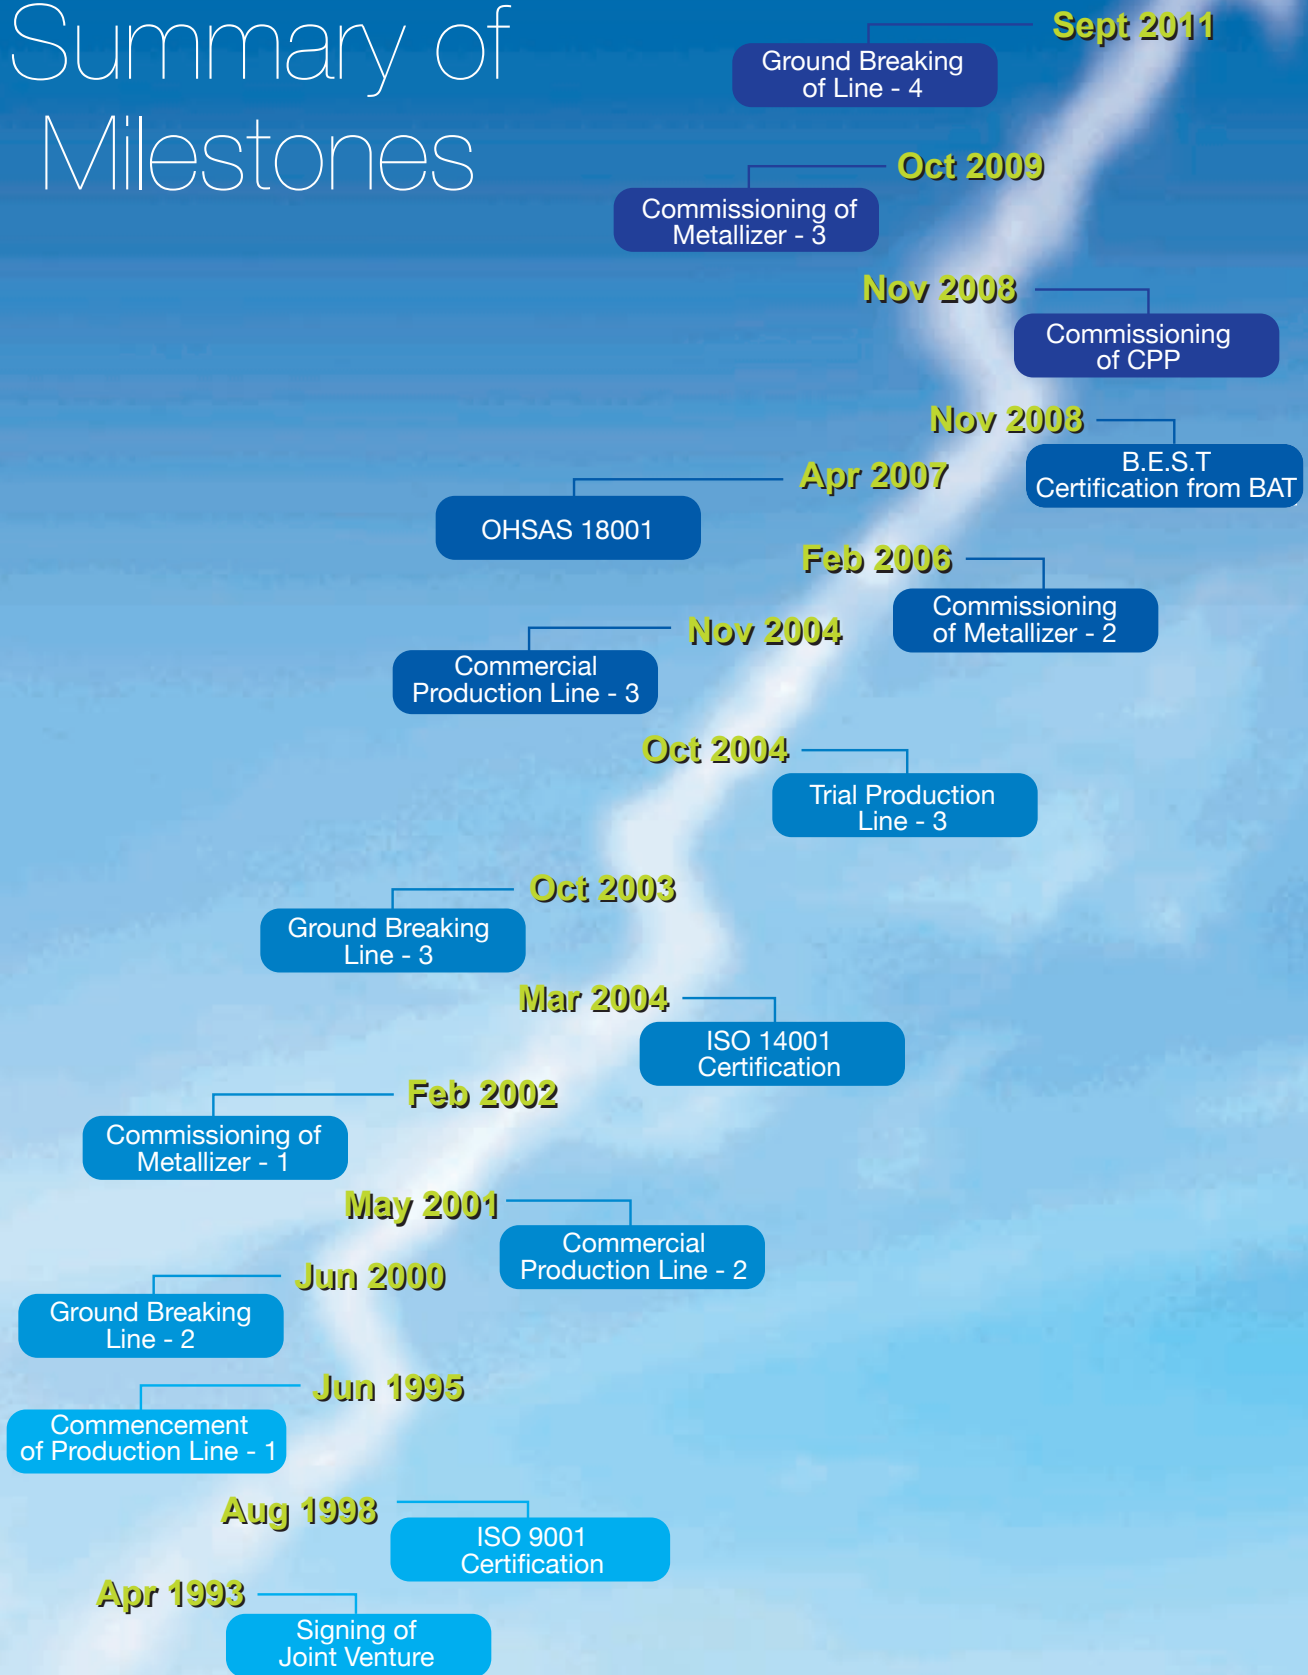 Summary of
Milestones
Sept 2011
Ground Breaking
of Line - 4
Oct 2009
Commissioning of
Metallizer - 3
Nov 2008
Commissioning
of CPP
Nov 2008
B.E.S.T
Certification from BAT
Apr 2007
OHSAS 18001
Feb 2006
Commissioning
of Metallizer - 2
Nov 2004
Commercial
Production Line - 3
Oct 2004
Trial Production
Line - 3
Oct 2003
Ground Breaking
Line - 3
Mar 2004
ISO 14001
Certification
Feb 2002
Commissioning of
Metallizer - 1
May 2001
Commercial
Production Line - 2
Jun 2000
Ground Breaking
Line - 2
Jun 1995
Commencement
of Production Line - 1
Aug 1998
ISO 9001
Certification
Apr 1993
Signing of
Joint Venture